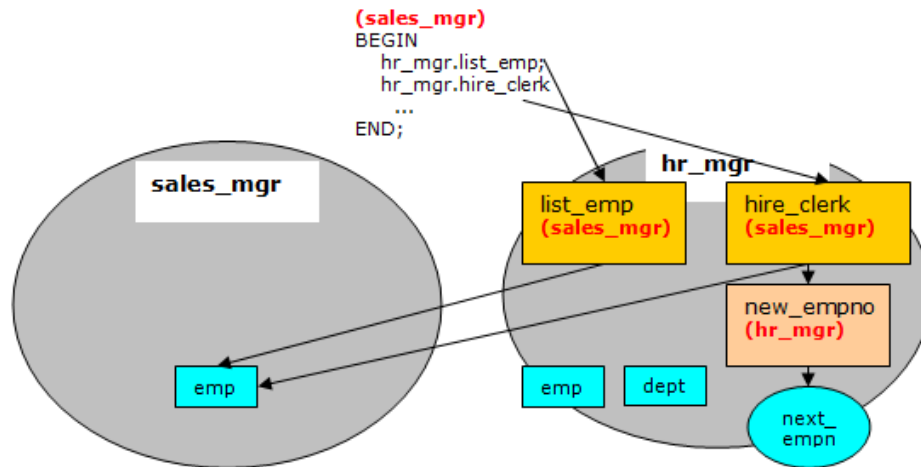 (sales_mgr)
BEGIN
hr_mgr.list_emp;
hr_mgr.hire_clerk
...
END;
sales_mgr
hr_mgr
list_emp
(sales_mgr)
hire_clerk
(sales_mgr)
new_empno
(hr_mgr)
emp
emp
dept
next_
empn